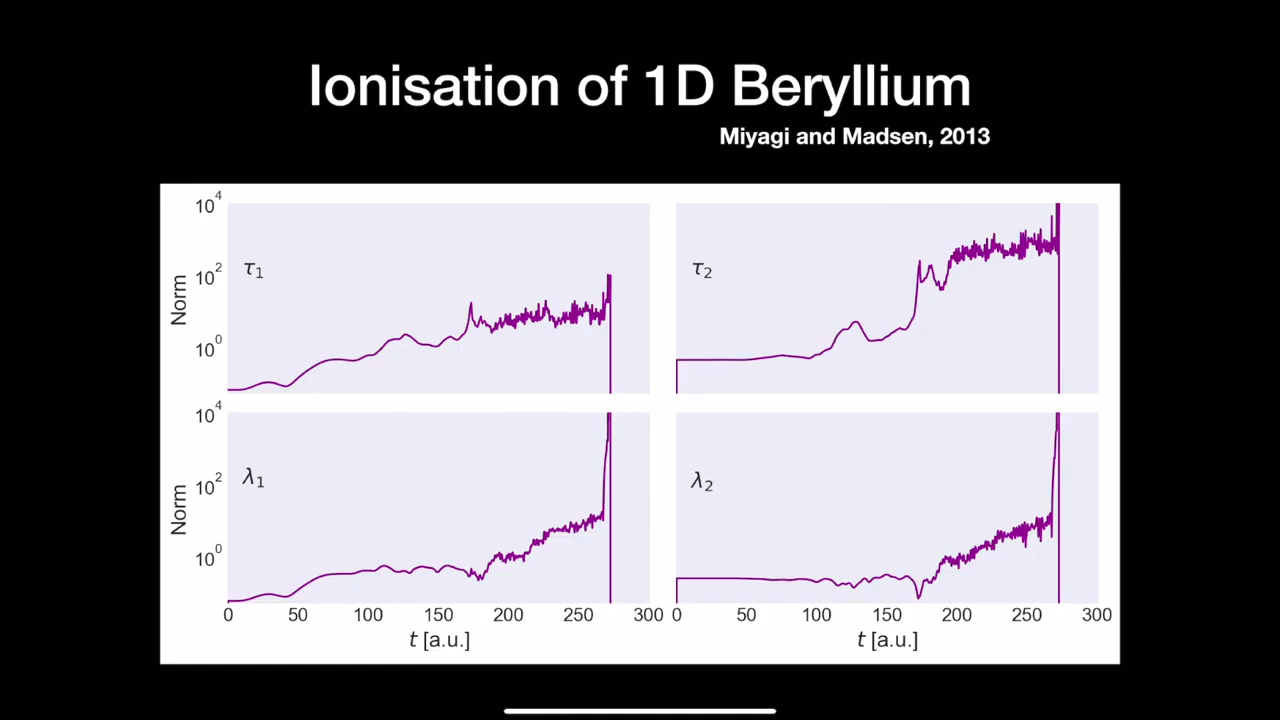 Ionisation of 1D Beryllium
Miyagi and Madsen, 2013
10^4
10^2
10^0
Norm
τ₁
τ₂
10^4
10^2
10^0
Norm
λ₁
λ₂
0 50 100 150 200 250 300
0 50 100 150 200 250 300
t [a.u.]
t [a.u.]